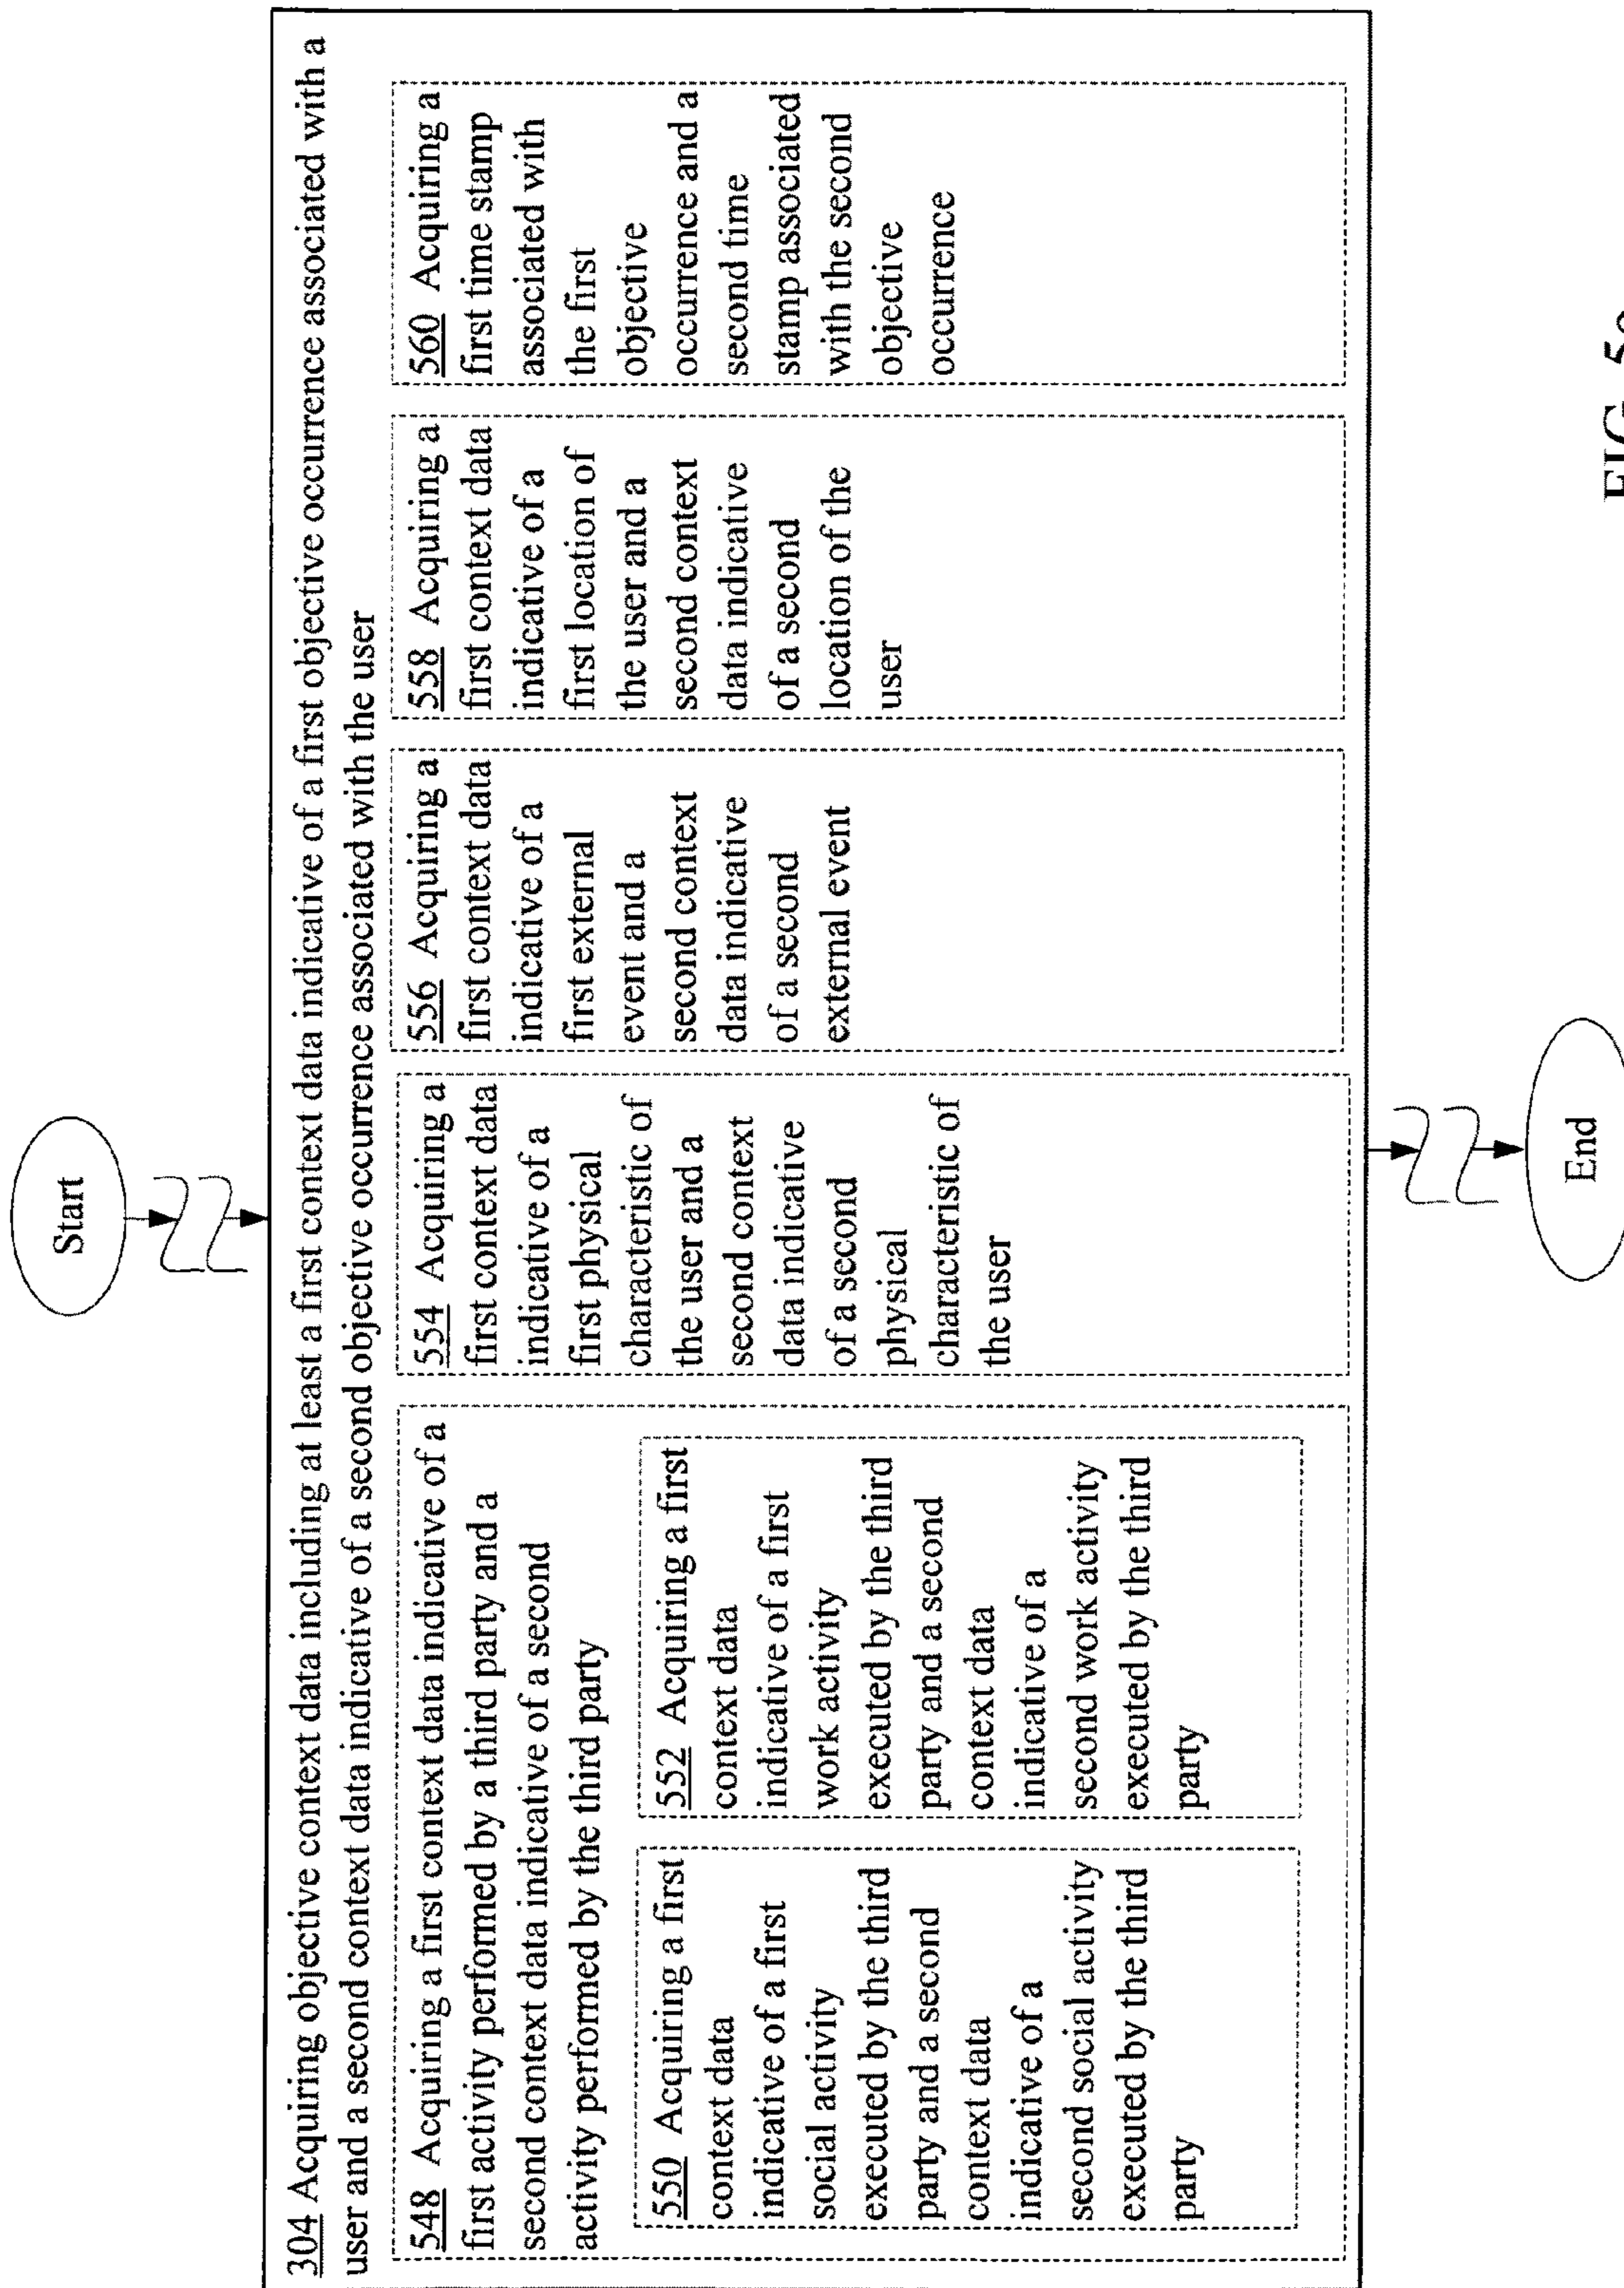 Start
304 Acquiring objective context data including at least a first context data indicative of a first objective occurrence associated with a
user and a second context data indicative of a second objective occurrence associated with the user
548 Acquiring a first context data indicative of a
first activity performed by a third party and a
second context data indicative of a second
activity performed by the third party
550 Acquiring a first
context data
indicative of a first
social activity
executed by the third
party and a second
context data
indicative of a
second social activity
executed by the third
party
552 Acquiring a first
context data
indicative of a first
work activity
executed by the third
party and a second
context data
indicative of a
second work activity
executed by the third
party
554 Acquiring a
first context data
indicative of a
first physical
characteristic of
the user and a
second context
data indicative
of a second
physical
characteristic of
the user
556 Acquiring a
first context data
indicative of a
first external
event and a
second context
data indicative
of a second
external event
558 Acquiring a
first context data
indicative of a
first location of
the user and a
second context
data indicative
of a second
location of the
user
560 Acquiring a
first time stamp
associated with
the first
objective
occurrence and a
second time
stamp associated
with the second
objective
occurrence
End
FIG.